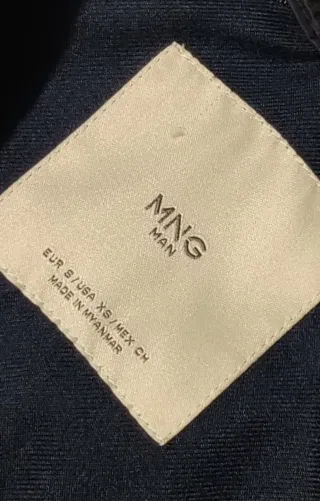 MNG
MAN
EUR S/USA XS/MEX CH
MADE IN MYANMAR